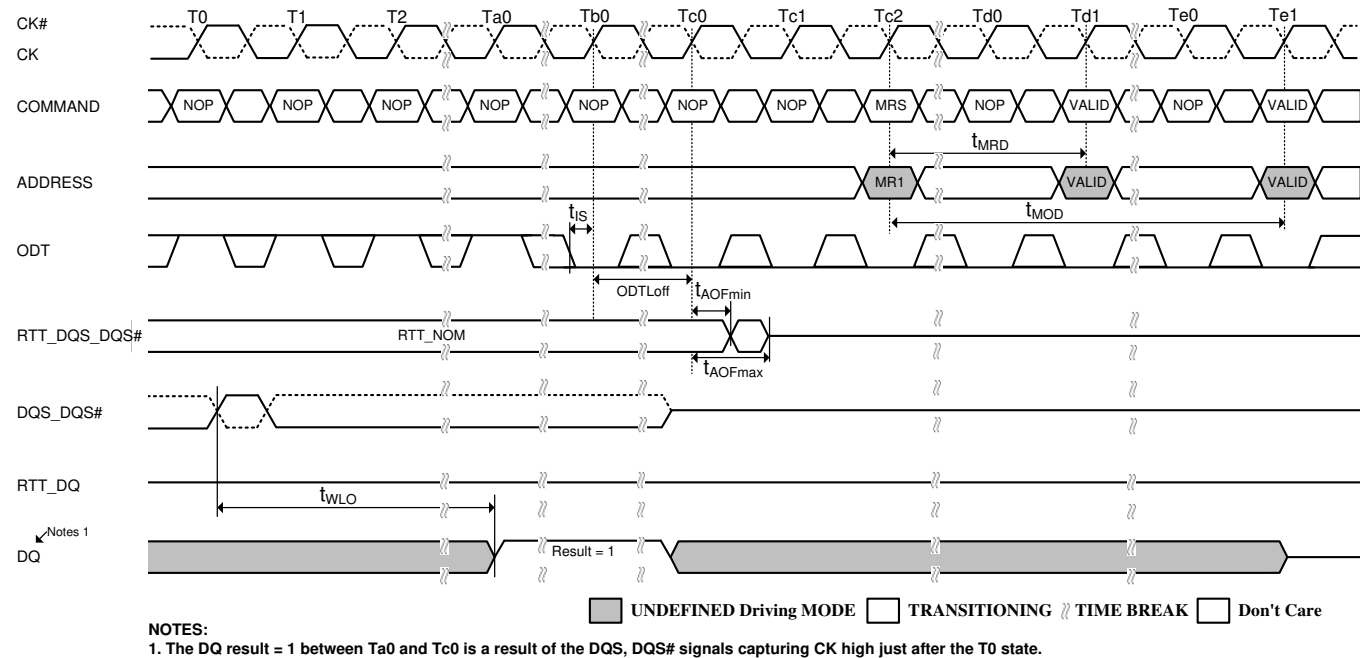 T0 T1 T2 Ta0 Tb0 Tc0 Tc1 Tc2 Td0 Td1 Te0 Te1
CK#
CK
COMMAND NOP NOP NOP NOP NOP NOP NOP MRS NOP VALID NOP VALID
tMRD
ADDRESS MR1 VALID VALID
tMOD
tIS
ODT
ODTLoff
tAOFmin
RTT_DQS_DQS# RTT_NOM
tAOFmax
DQS_DQS#
RTT_DQ
tWLO
Notes 1
DQ Result = 1
UNDEFINED Driving MODE TRANSITIONING TIME BREAK Don't Care
NOTES:
1. The DQ result = 1 between Ta0 and Tc0 is a result of the DQS, DQS# signals capturing CK high just after the T0 state.